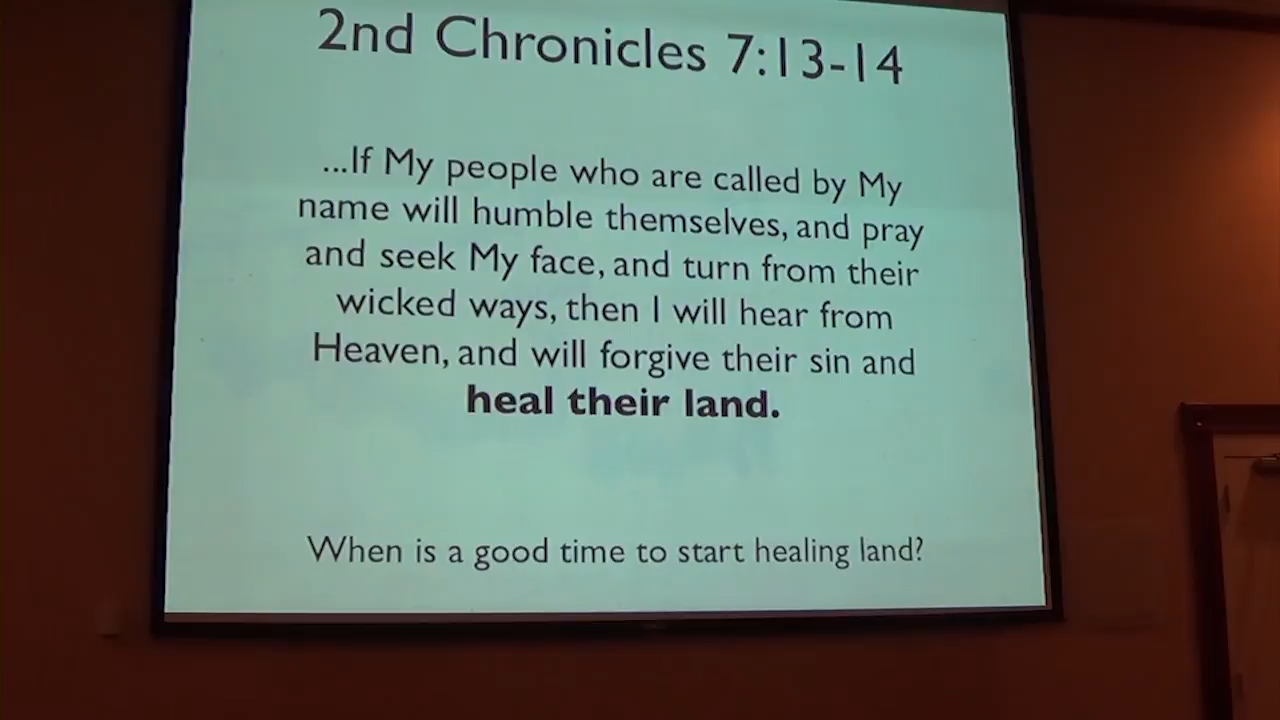 2nd Chronicles 7:13-14
...If My people who are called by My
name will humble themselves, and pray
and seek My face, and turn from their
wicked ways, then I will hear from
Heaven, and will forgive their sin and
heal their land.
When is a good time to start healing land?